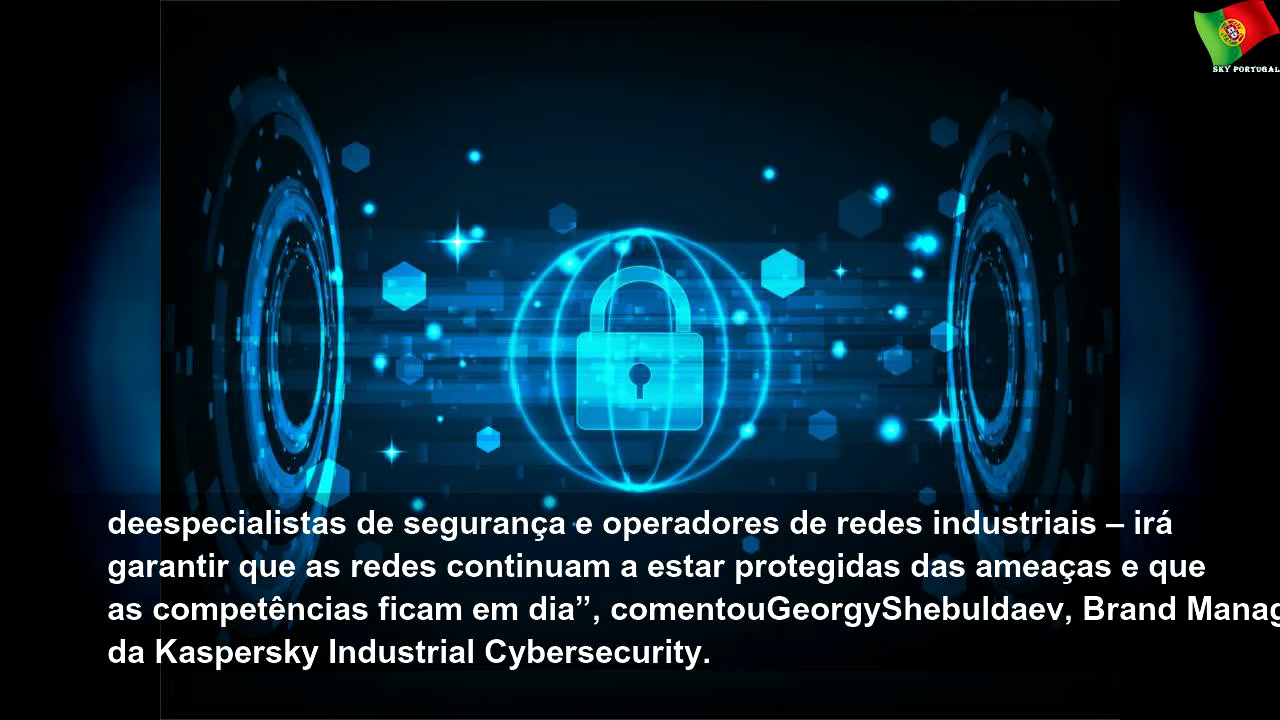 SKY PORTUGAL
deespecialistas de segurança e operadores de redes industriais – irá
garantir que as redes continuam a estar protegidas das ameaças e que
as competências ficam em dia”, comentouGeorgyShebuldaev, Brand Manag
da Kaspersky Industrial Cybersecurity.